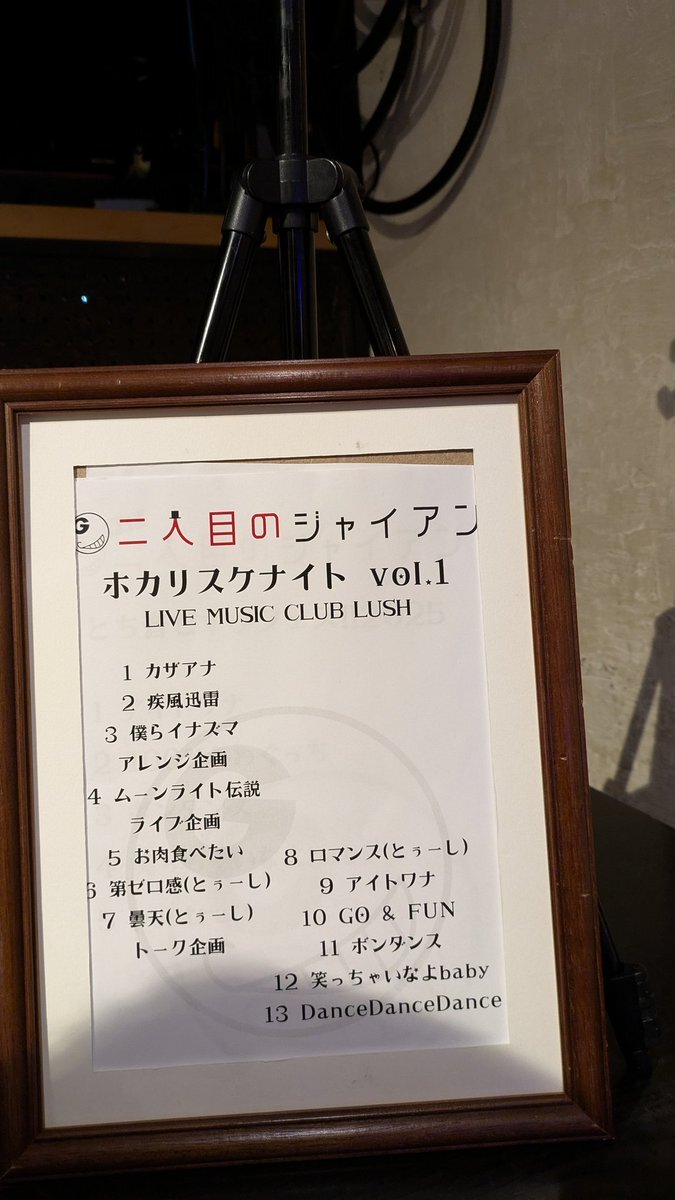 G
二人目のジャイアン
ホカリスケナイト vol.1
LIVE MUSIC CLUB LUSH
1 カザアナ
2 疾風迅雷
3 僕らイナズマ
アレンジ企画
4 ムーンライト伝説
ライブ企画
5 お肉食べたい
6 第ゼロ感(とぅーし)
7 曇天(とぅーし)
トーク企画
8 ロマンス(とぅーし)
9 アイトワナ
10 GO & FUN
11 ボンダンス
12 笑っちゃいなよbaby
13 DanceDanceDance